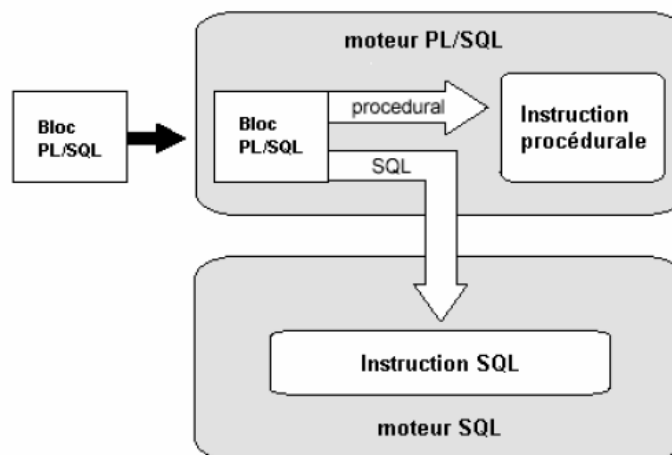 moteur PL/SQL
Bloc
PL/SQL
Bloc
PL/SQL
procedural
SQL
Instruction
procédurale
Instruction SQL
moteur SQL